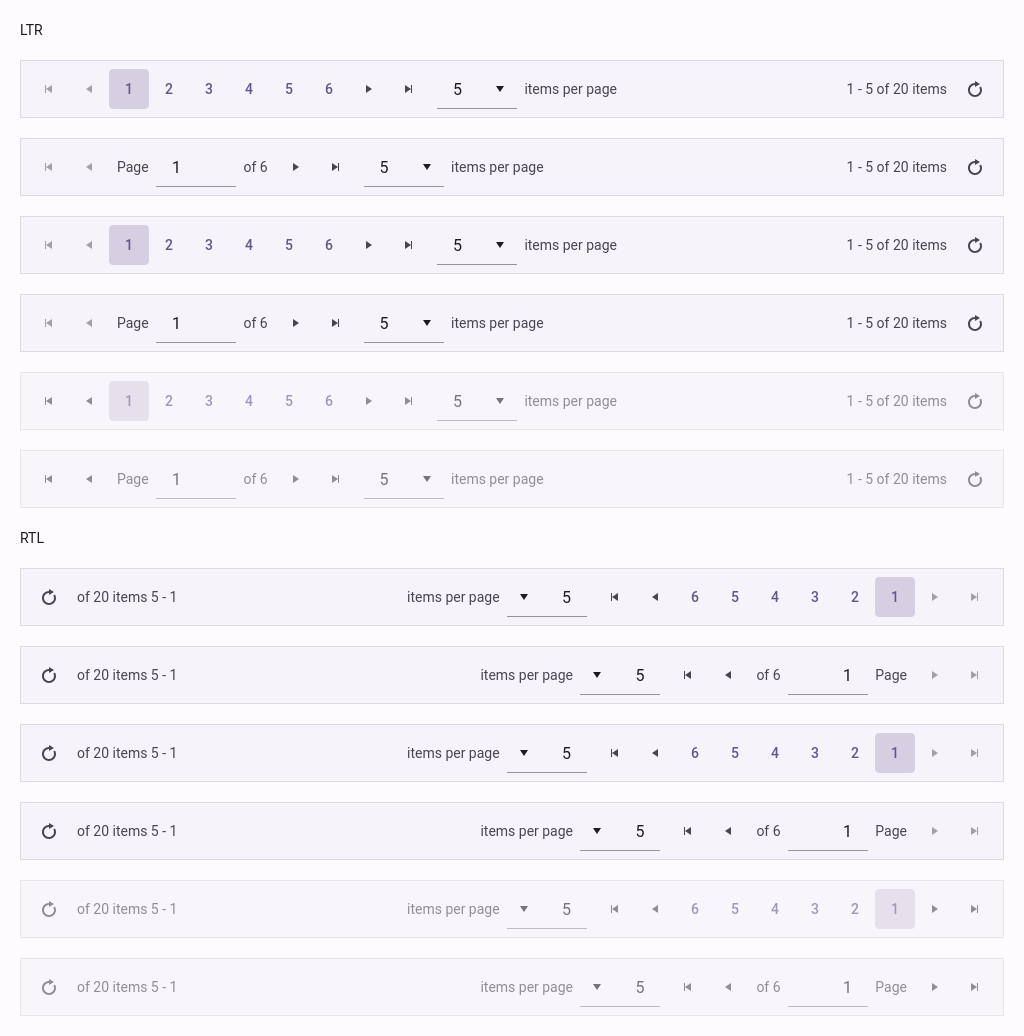 LTR
1 2 3 4 5 6 5 items per page 1 - 5 of 20 items
Page 1 of 6 5 items per page 1 - 5 of 20 items
1 2 3 4 5 6 5 items per page 1 - 5 of 20 items
Page 1 of 6 5 items per page 1 - 5 of 20 items
1 2 3 4 5 6 5 items per page 1 - 5 of 20 items
Page 1 of 6 5 items per page 1 - 5 of 20 items
RTL
of 20 items 5 - 1 items per page 5 6 5 4 3 2 1
of 20 items 5 - 1 items per page 5 of 6 1 Page
of 20 items 5 - 1 items per page 5 6 5 4 3 2 1
of 20 items 5 - 1 items per page 5 of 6 1 Page
of 20 items 5 - 1 items per page 5 6 5 4 3 2 1
of 20 items 5 - 1 items per page 5 of 6 1 Page